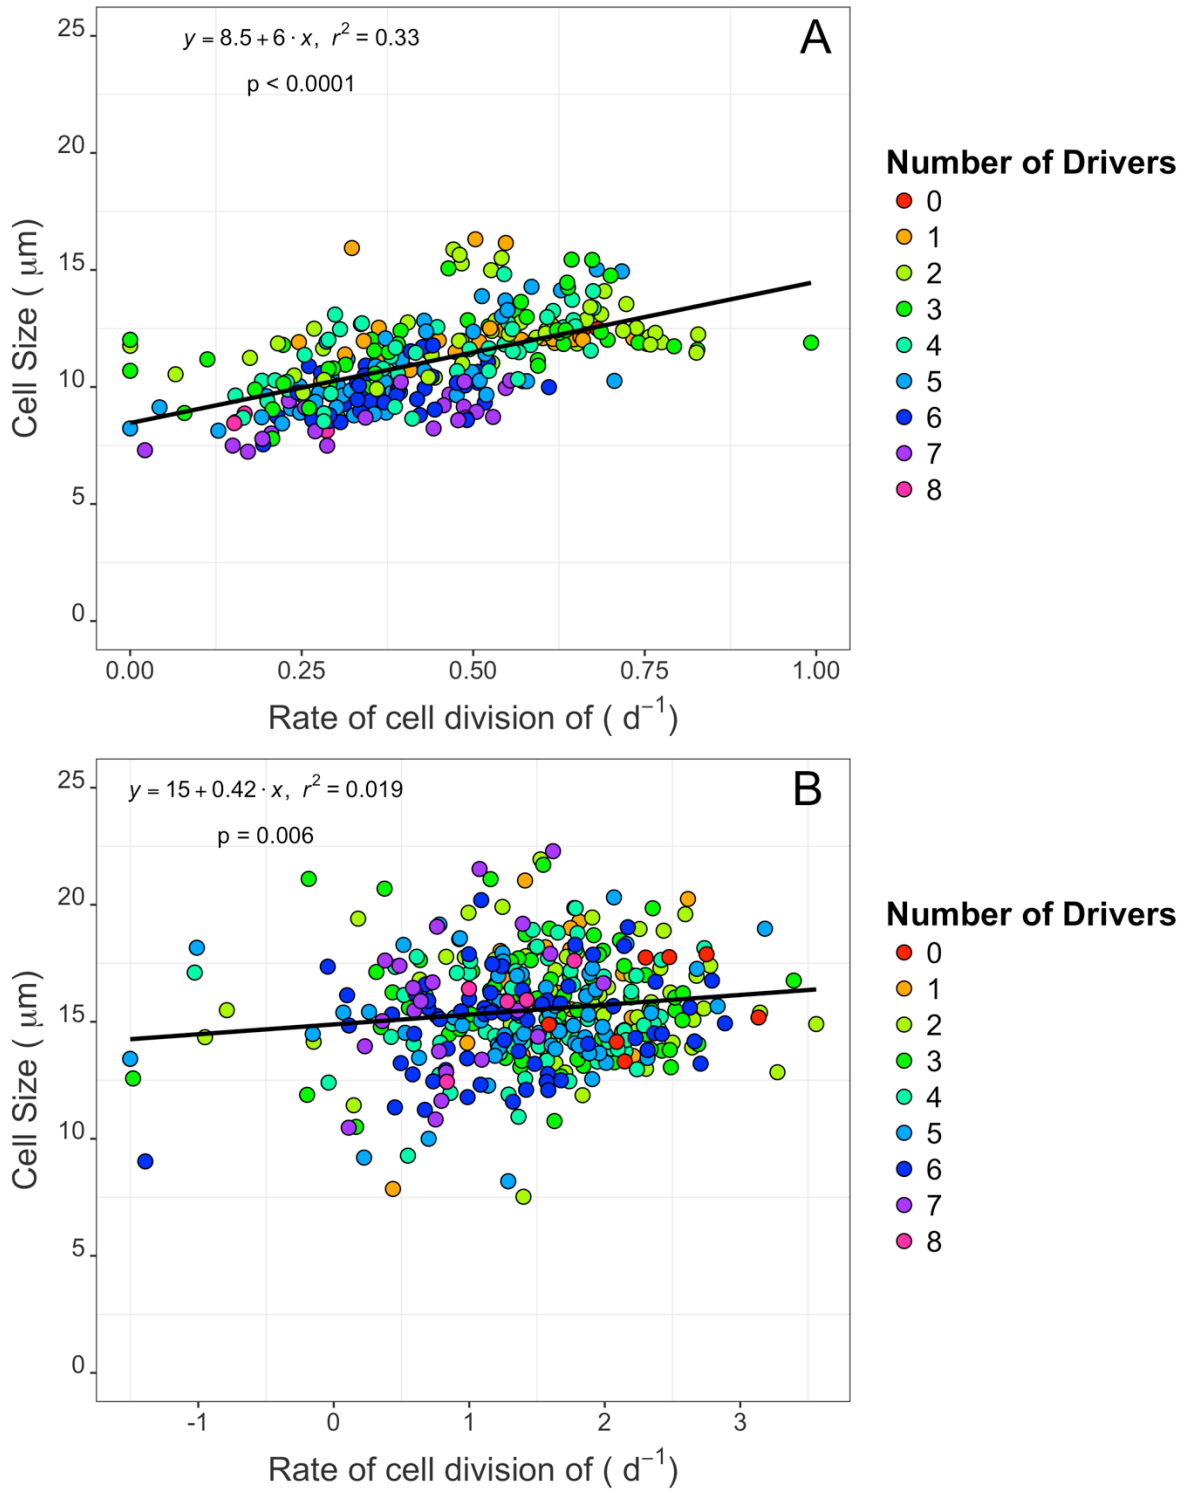 y = 8.5 + 6 · x, r² = 0.33
A
p < 0.0001
25
20
15
10
5
0
Cell Size ( μm)
0.00 0.25 0.50 0.75 1.00
Rate of cell division of ( d⁻¹)
Number of Drivers
0
1
2
3
4
5
6
7
8
y = 15 + 0.42 · x, r² = 0.019
B
p = 0.006
25
20
15
10
5
0
Cell Size ( μm)
-1 0 1 2 3
Rate of cell division of ( d⁻¹)
Number of Drivers
0
1
2
3
4
5
6
7
8